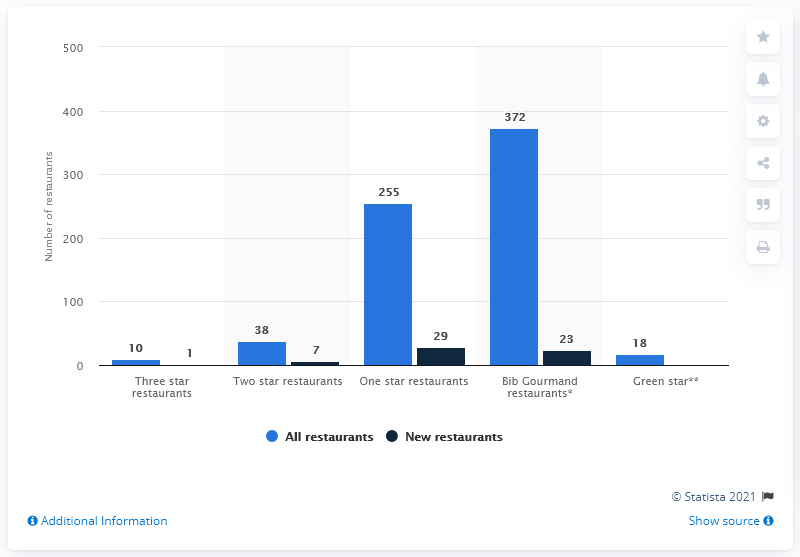 500
400
300
200
100
0
Number of restaurants
10
1
38
7
255
29
372
23
18
Three star
restaurants
Two star restaurants
One star restaurants
Bib Gourmand
restaurants*
Green star**
All restaurants
New restaurants
© Statista 2021
Additional Information
Show source